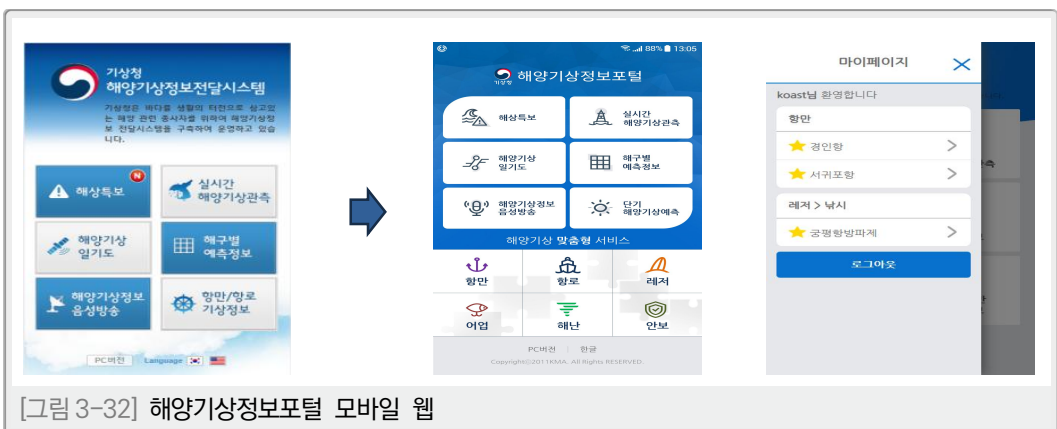 기상청
해양기상정보전달시스템
기상청은 바다를 생활의 터전으로 삼고있
는 해양 관련 종사자를 위하여 해양기상정
보 전달시스템을 구축하여 운영하고 있습
니다.
해상특보
N
실시간
해양기상관측
해양기상
일기도
해구별
예측정보
해양기상정보
음성방송
항만/항로
기상정보
PC버전
Language
88% 13:05
기상청
해양기상정보포털
해상특보
실시간
해양기상관측
해양기상
일기도
해구별
예측정보
해양기상정보
음성방송
단기
해양기상예측
해양기상 맞춤형 서비스
항만
항로
레저
어업
해난
안보
PC버전 | 한글
Copyrightⓒ2011KMA. All Rights RESERVED.
마이페이지
koast님 환영합니다
항만
경인항
서귀포항
레저 > 낚시
궁평항방파제
로그아웃
[그림 3-32] 해양기상정보포털 모바일 웹